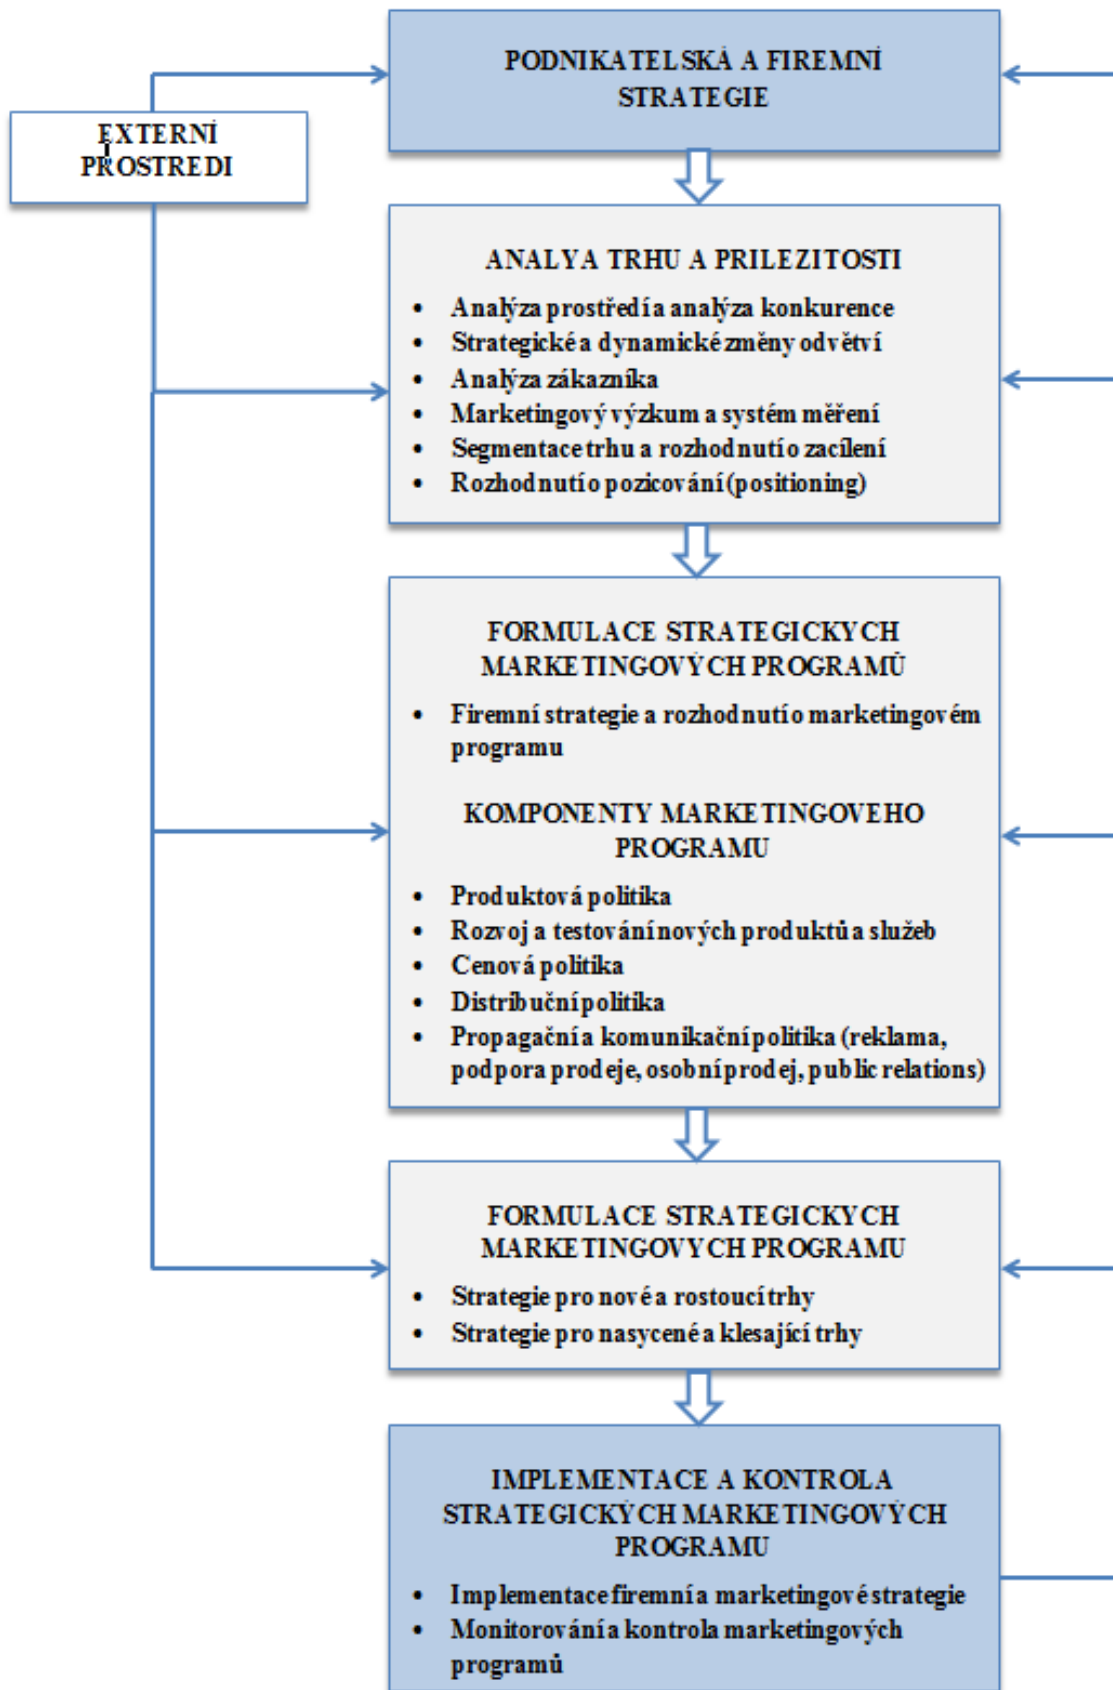 PODNIKATELSKÁ A FIREMNÍ
STRATEGIE
EXTERNÍ
PROSTREDI
ANALYA TRHU A PRILEZITOSTI
• Analýza prostředí a analýza konkurence
• Strategické a dynamické změny odvětví
• Analýza zákazníka
• Marketingový výzkum a systém měření
• Segmentace trhu a rozhodnutí o zacílení
• Rozhodnutí o pozicování (positioning)
FORMULACE STRATEGICKYCH
MARKETINGOVÝCH PROGRAMŮ
• Firemní strategie a rozhodnutí o marketingovém
programu
KOMPONENTY MARKETINGOVEHO
PROGRAMU
• Produktová politika
• Rozvoj a testování nových produktů a služeb
• Cenová politika
• Distribuční politika
• Propagační a komunikační politika (reklama,
podpora prodeje, osobní prodej, public relations)
FORMULACE STRATEGICKYCH
MARKETINGOVYCH PROGRAMU
• Strategie pro nové a rostoucí trhy
• Strategie pro nasycené a klesající trhy
IMPLEMENTACE A KONTROLA
STRATEGICKÝCH MARKETINGOVÝCH
PROGRAMU
• Implementace firemní a marketingové strategie
• Monitorování a kontrola marketingových
programů